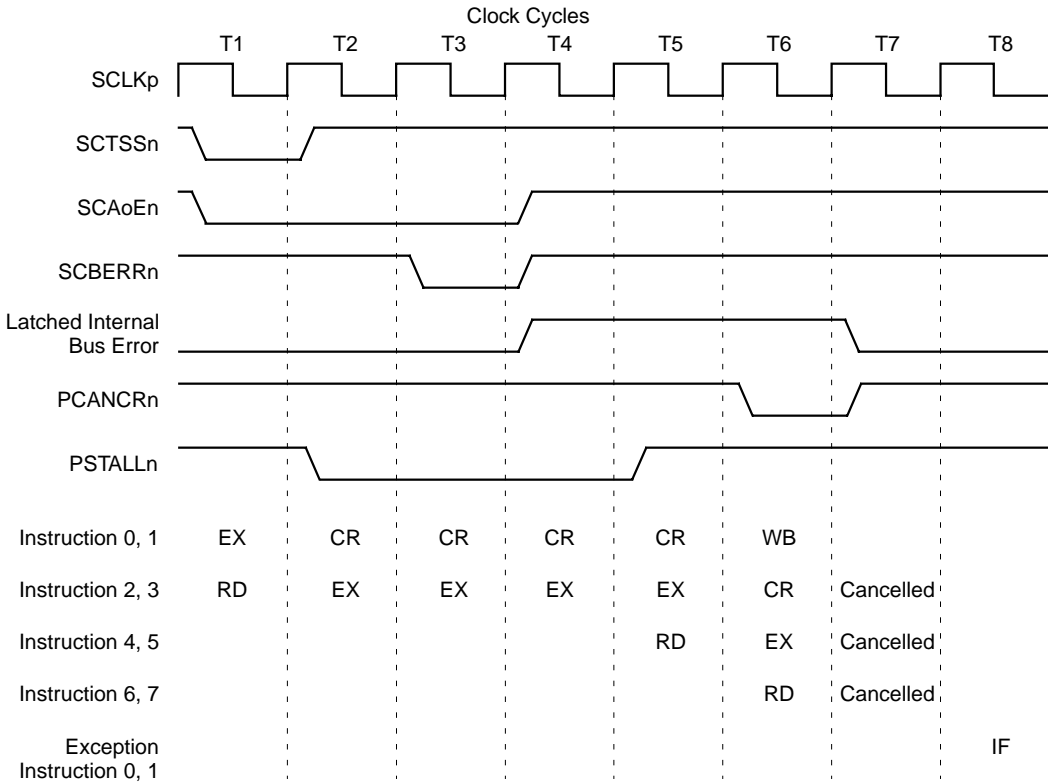 Clock Cycles
T1 T2 T3 T4 T5 T6 T7 T8
SCLKp
SCTSSn
SCAoEn
SCBERRn
Latched Internal
Bus Error
PCANCRn
PSTALLn
Instruction 0, 1 EX CR CR CR CR WB
Instruction 2, 3 RD EX EX EX EX CR Cancelled
Instruction 4, 5 RD EX Cancelled
Instruction 6, 7 RD Cancelled
Exception IF
Instruction 0, 1